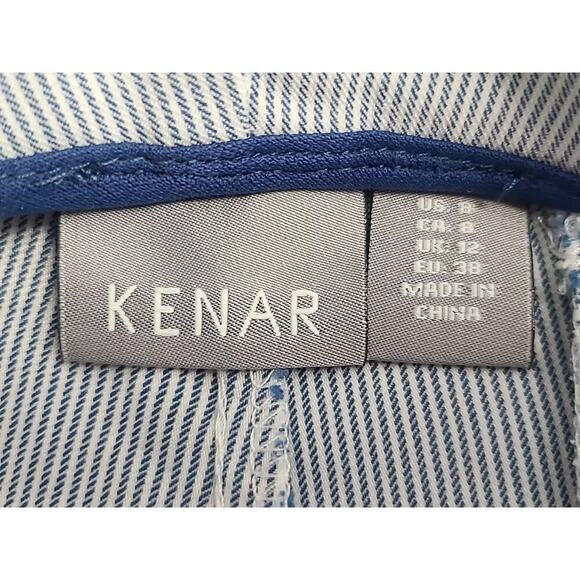 KENAR
US: 8
CA: 8
UK: 12
EU: 38
MADE IN
CHINA